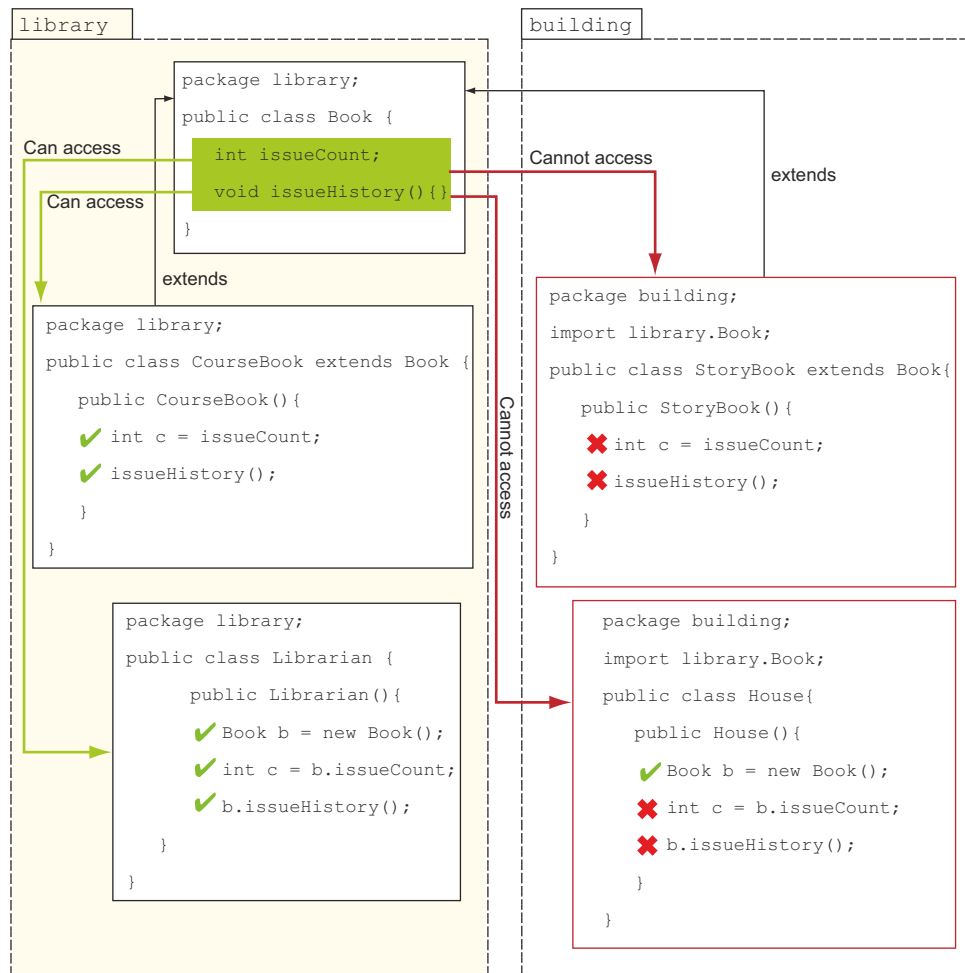 library
building
package library;
public class Book {
int issueCount;
void issueHistory(){}
}
Can access
Can access
Cannot access
extends
extends
Cannot access
package library;
public class CourseBook extends Book {
public CourseBook(){
✔ int c = issueCount;
✔ issueHistory();
}
}
package building;
import library.Book;
public class StoryBook extends Book{
public StoryBook(){
✖ int c = issueCount;
✖ issueHistory();
}
}
package library;
public class Librarian {
public Librarian(){
✔ Book b = new Book();
✔ int c = b.issueCount;
✔ b.issueHistory();
}
}
package building;
import library.Book;
public class House{
public House(){
✔ Book b = new Book();
✖ int c = b.issueCount;
✖ b.issueHistory();
}
}